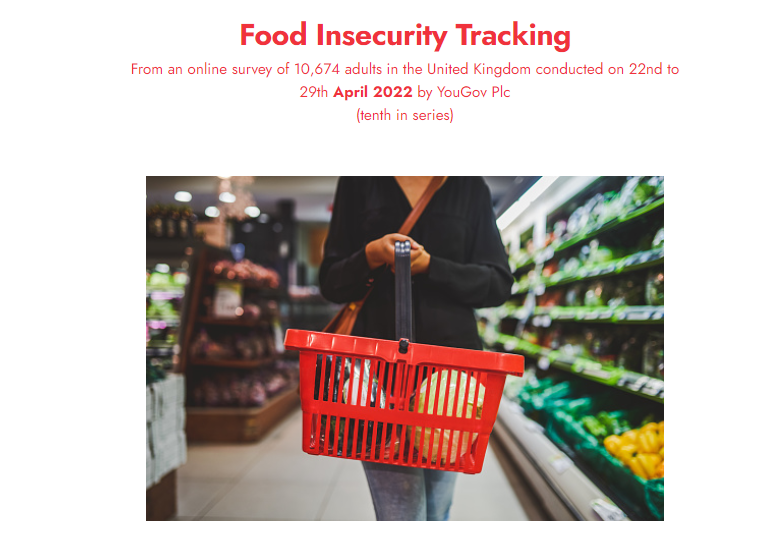 Food Insecurity Tracking
From an online survey of 10,674 adults in the United Kingdom conducted on 22nd to
29th April 2022 by YouGov Plc
(tenth in series)